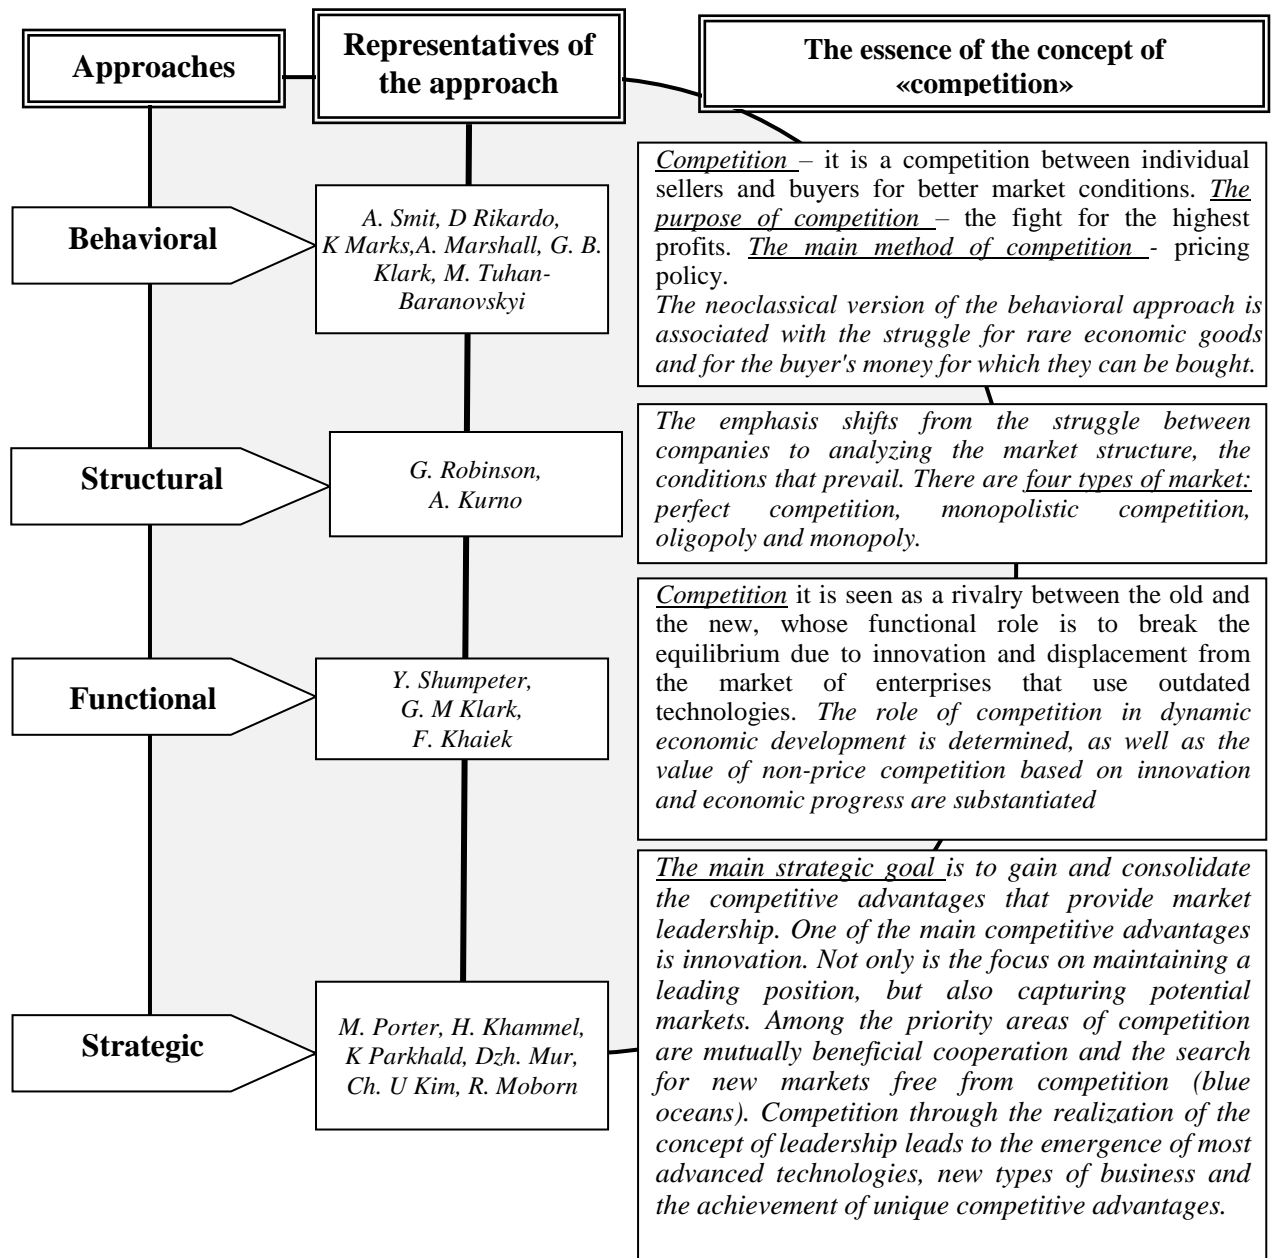 Approaches
Representatives of
the approach
The essence of the concept of
«competition»
Behavioral
A. Smit, D Rikardo,
K Marks,A. Marshall, G. B.
Klark, M. Tuhan-
Baranovskyi
Competition – it is a competition between individual
sellers and buyers for better market conditions. The
purpose of competition – the fight for the highest
profits. The main method of competition - pricing
policy.
The neoclassical version of the behavioral approach is
associated with the struggle for rare economic goods
and for the buyer's money for which they can be bought.
Structural
G. Robinson,
A. Kurno
The emphasis shifts from the struggle between
companies to analyzing the market structure, the
conditions that prevail. There are four types of market:
perfect competition, monopolistic competition,
oligopoly and monopoly.
Functional
Y. Shumpeter,
G. M Klark,
F. Khaiek
Competition it is seen as a rivalry between the old and
the new, whose functional role is to break the
equilibrium due to innovation and displacement from
the market of enterprises that use outdated
technologies. The role of competition in dynamic
economic development is determined, as well as the
value of non-price competition based on innovation
and economic progress are substantiated
Strategic
M. Porter, H. Khammel,
K Parkhald, Dzh. Mur,
Ch. U Kim, R. Moborn
The main strategic goal is to gain and consolidate
the competitive advantages that provide market
leadership. One of the main competitive advantages
is innovation. Not only is the focus on maintaining a
leading position, but also capturing potential
markets. Among the priority areas of competition
are mutually beneficial cooperation and the search
for new markets free from competition (blue
oceans). Competition through the realization of the
concept of leadership leads to the emergence of most
advanced technologies, new types of business and
the achievement of unique competitive advantages.